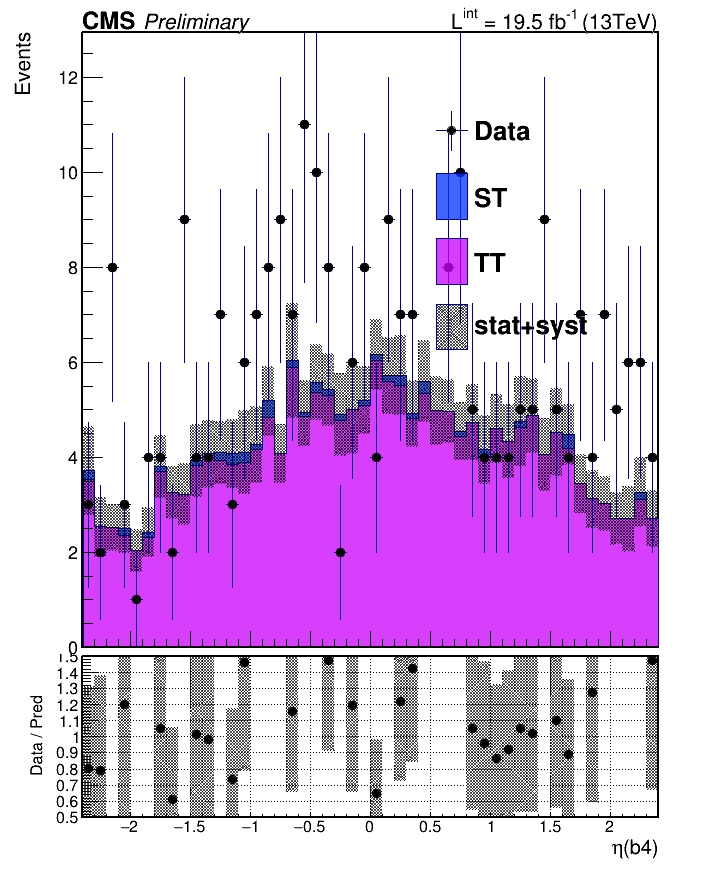 CMS Preliminary L^int = 19.5 fb^-1 (13TeV)
Events
12
10
8
6
4
2
0
Data
ST
TT
stat+syst
Data / Pred
1.5
1.4
1.3
1.2
1.1
1
0.9
0.8
0.7
0.6
0.5
−2 −1.5 −1 −0.5 0 0.5 1 1.5 2
η(b4)